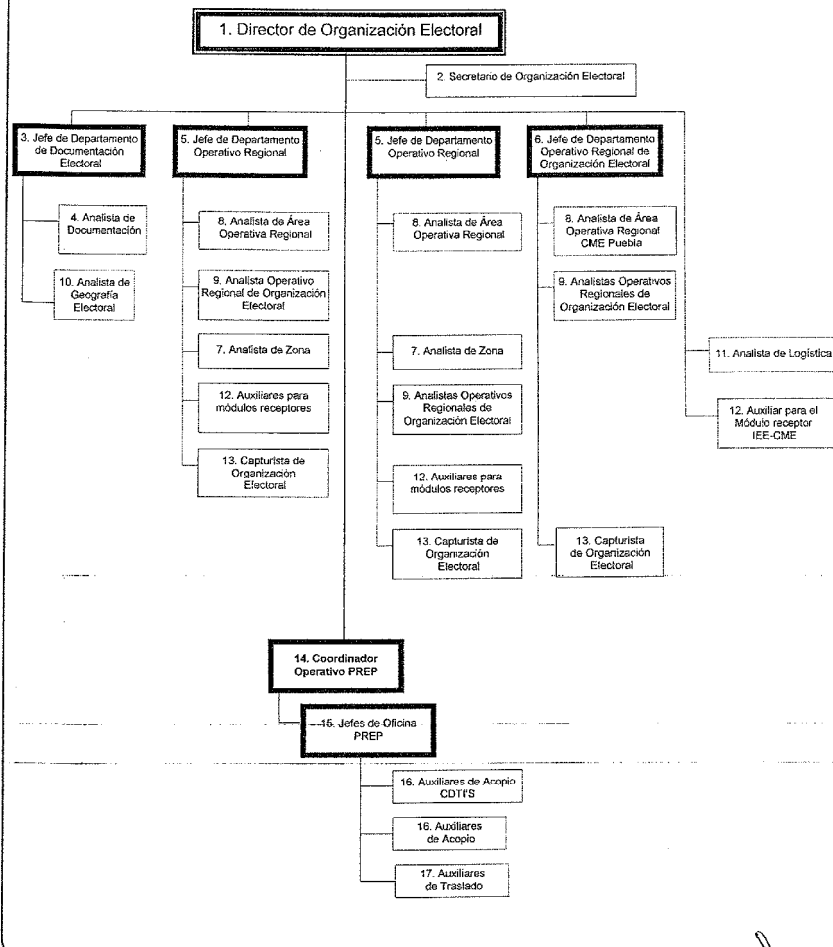 1. Director de Organización Electoral
2. Secretario de Organización Electoral
3. Jefe de Departamento
de Documentación
Electoral
4. Analista de
Documentación
10. Analista de
Geografía
Electoral
5. Jefe de Departamento
Operativo Regional
8. Analista de Área
Operativa Regional
9. Analista Operativo
Regional de Organización
Electoral
7. Analista de Zona
12. Auxiliares para
módulos receptores
13. Capturista de
Organización
Electoral
5. Jefe de Departamento
Operativo Regional
8. Analista de Área
Operativa Regional
7. Analista de Zona
9. Analistas Operativos
Regionales de
Organización Electoral
12. Auxiliares para
módulos receptores
13. Capturista de
Organización
Electoral
6. Jefe de Departamento
Operativo Regional de
Organización Electoral
8. Analista de Área
Operativa Regional
CME Puebla
9. Analistas Operativos
Regionales de
Organización Electoral
13. Capturista
de Organización
Electoral
11. Analista de Logística
12. Auxiliar para el
Módulo receptor
IEE-CME
14. Coordinador
Operativo PREP
15. Jefes de Oficina
PREP
16. Auxiliares de Acopio
CDTI'S
16. Auxiliares
de Acopio
17. Auxiliares
de Traslado